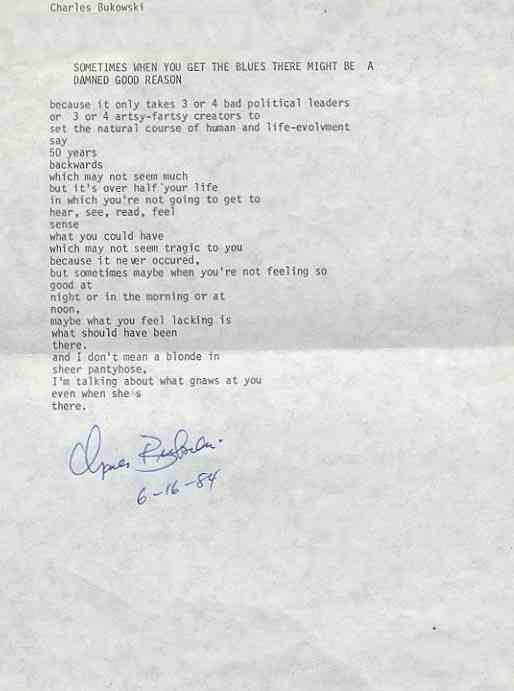 Charles Bukowski
SOMETIMES WHEN YOU GET THE BLUES THERE MIGHT BE A
DAMNED GOOD REASON
because it only takes 3 or 4 bad political leaders
or 3 or 4 artsy-fartsy creators to
set the natural course of human and life-evolvment
say
50 years
backwards
which may not seem much
but it's over half your life
in which you're not going to get to
hear, see, read, feel
sense
what you could have
which may not seem tragic to you
because it never occured,
but sometimes maybe when you're not feeling so
good at
night or in the morning or at
noon,
maybe what you feel lacking is
what should have been
there.
and I don't mean a blonde in
sheer pantyhose,
I'm talking about what gnaws at you
even when she's
there.
Charles Bukowski
6-16-84